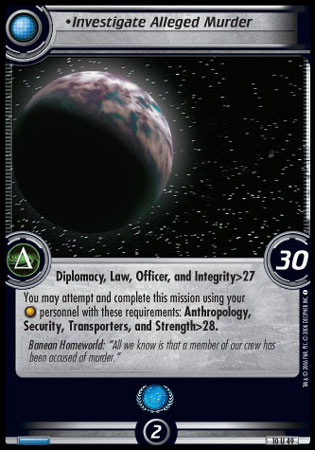 •Investigate Alleged Murder
Diplomacy, Law, Officer, and Integrity>27
30
You may attempt and complete this mission using your
personnel with these requirements: Anthropology,
Security, Transporters, and Strength>28.
Banean Homeworld: "All we know is that a member of our crew has
been accused of murder."
2
10 U 49